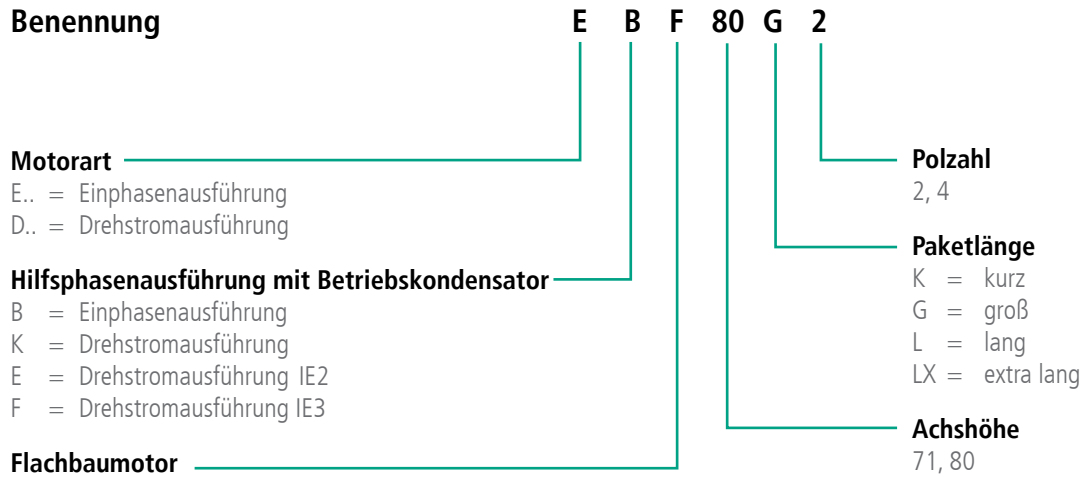 Benennung E B F 80 G 2
Motorart
E.. = Einphasenausführung
D.. = Drehstromausführung
Hilfsphasenausführung mit Betriebskondensator
B = Einphasenausführung
K = Drehstromausführung
E = Drehstromausführung IE2
F = Drehstromausführung IE3
Flachbaumotor
Polzahl
2, 4
Paketlänge
K = kurz
G = groß
L = lang
LX = extra lang
Achshöhe
71, 80